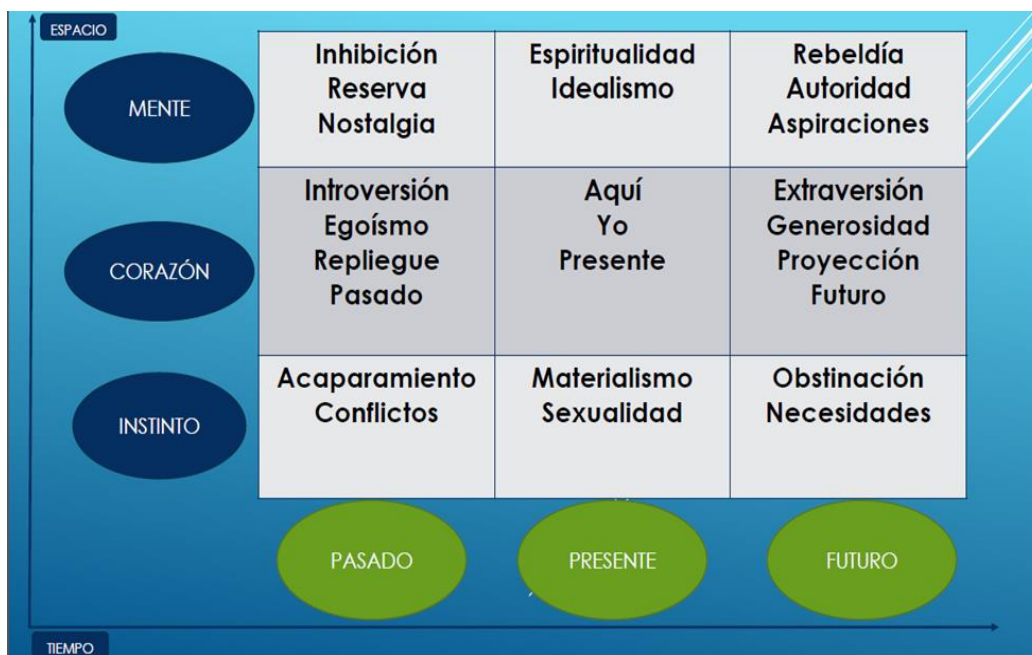 ESPACIO
MENTE
Inhibición
Reserva
Nostalgia
Espiritualidad
Idealismo
Rebeldía
Autoridad
Aspiraciones
CORAZÓN
Introversión
Egoísmo
Repliegue
Pasado
Aquí
Yo
Presente
Extraversión
Generosidad
Proyección
Futuro
INSTINTO
Acaparamiento
Conflictos
Materialismo
Sexualidad
Obstinación
Necesidades
PASADO
PRESENTE
FUTURO
TIEMPO